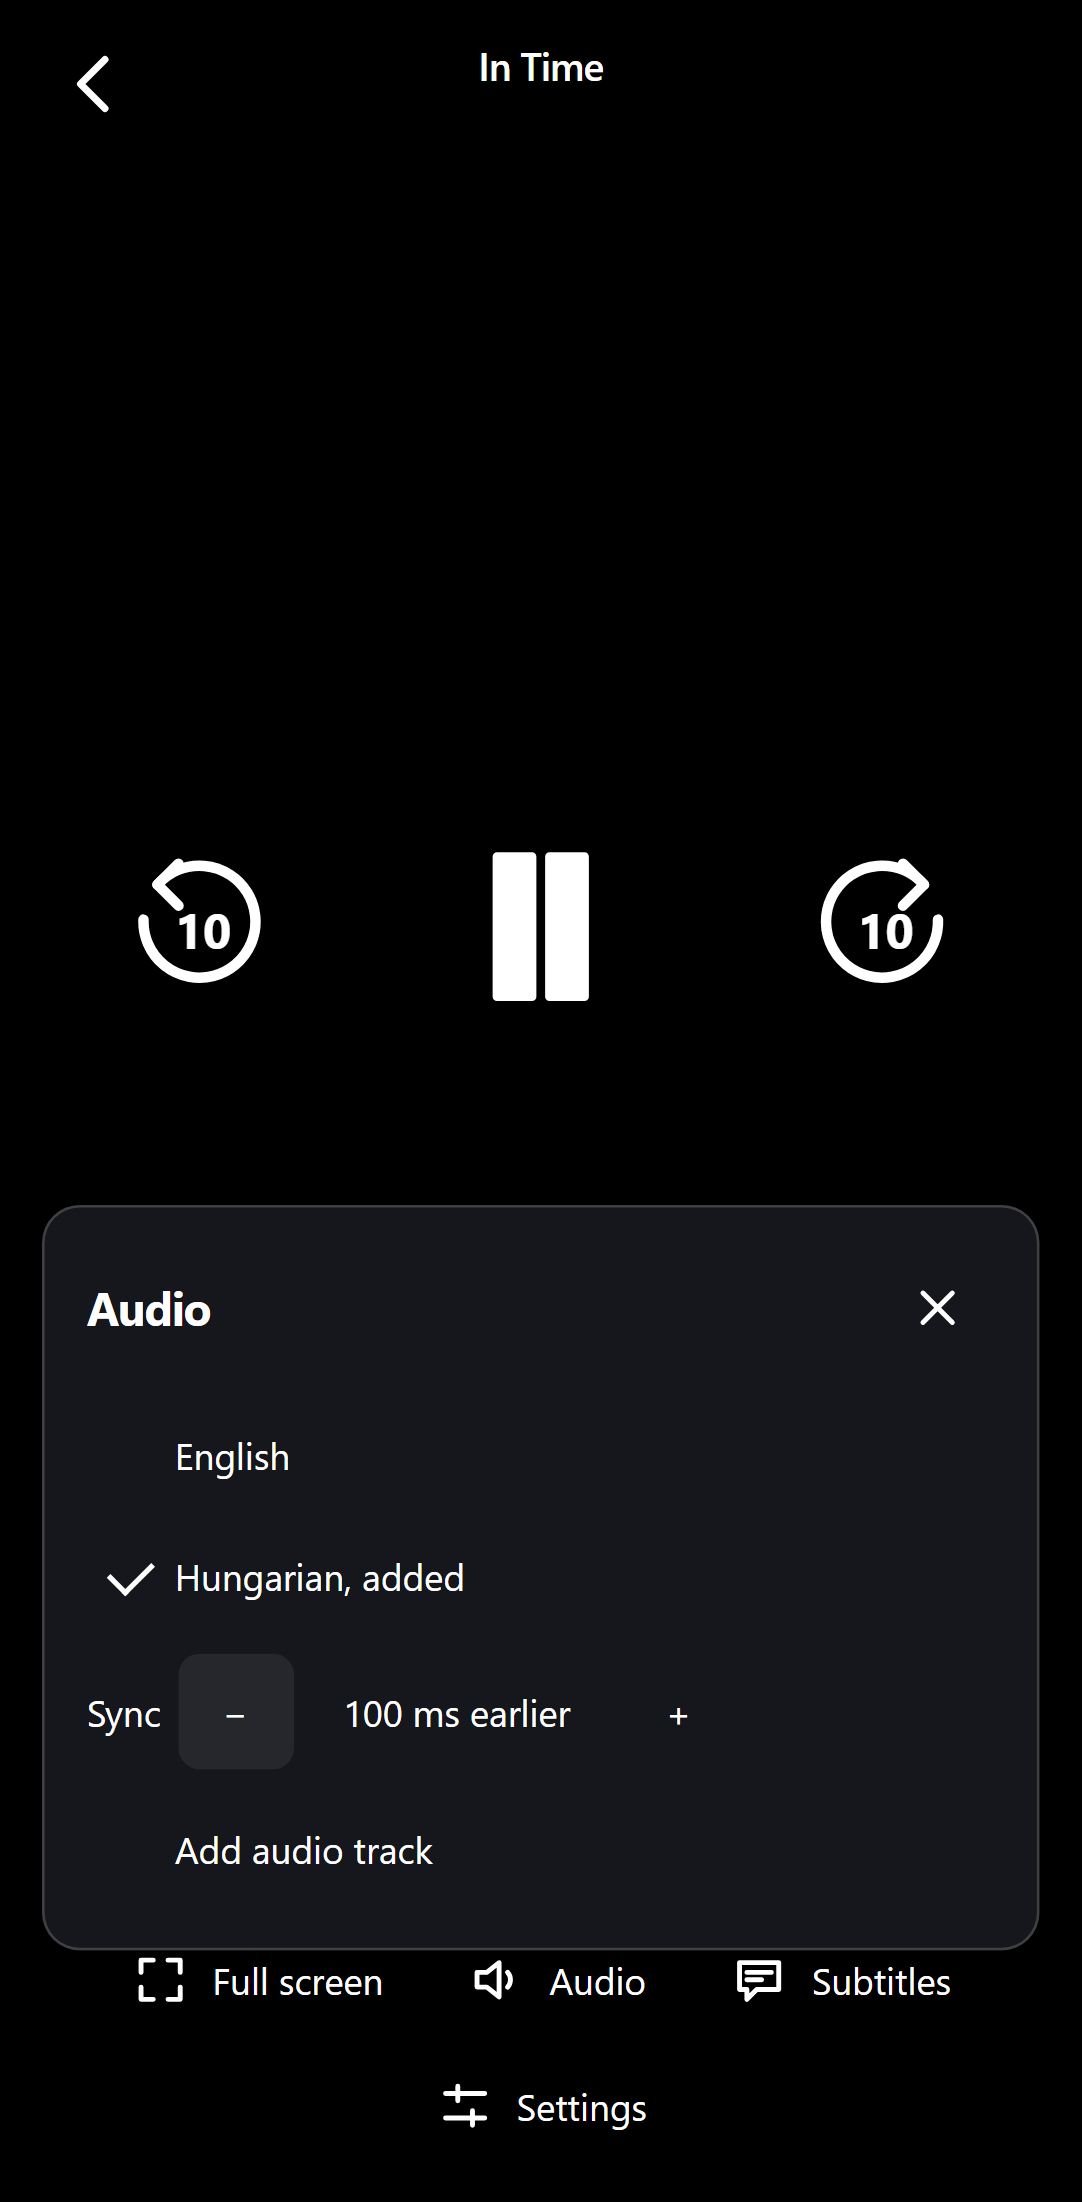 In Time
10
10
Audio
English
Hungarian, added
Sync − 100 ms earlier +
Add audio track
Full screen Audio Subtitles
Settings